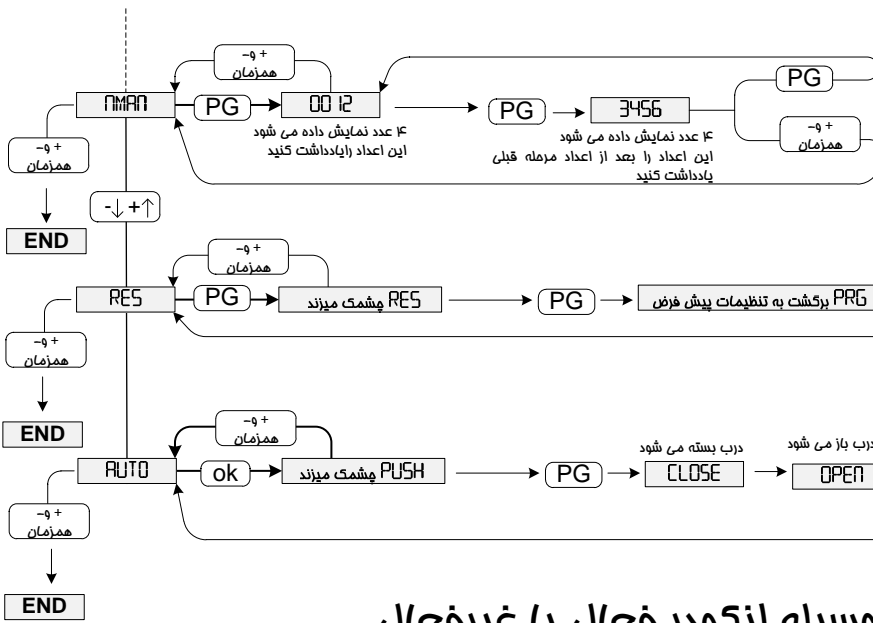 + و–
همزمان
NMAN
PG
0012
PG
3456
PG
۴ عدد نمایش داده می شود
این اعداد رایادداشت کنید
۴ عدد نمایش داده می شود
این اعداد را بعد از اعداد مرحله قبلی
یادداشت کنید
+ و–
همزمان
+ و–
همزمان
END
-↓+↑
+ و–
همزمان
RES
PG
RES چشمک میزند
PG
PRG برگشت به تنظیمات پیش فرض
+ و–
همزمان
END
+ و–
همزمان
AUTO
ok
PUSH چشمک میزند
PG
درب بسته می شود
CLOSE
درب باز می شود
OPEN
+ و–
همزمان
END